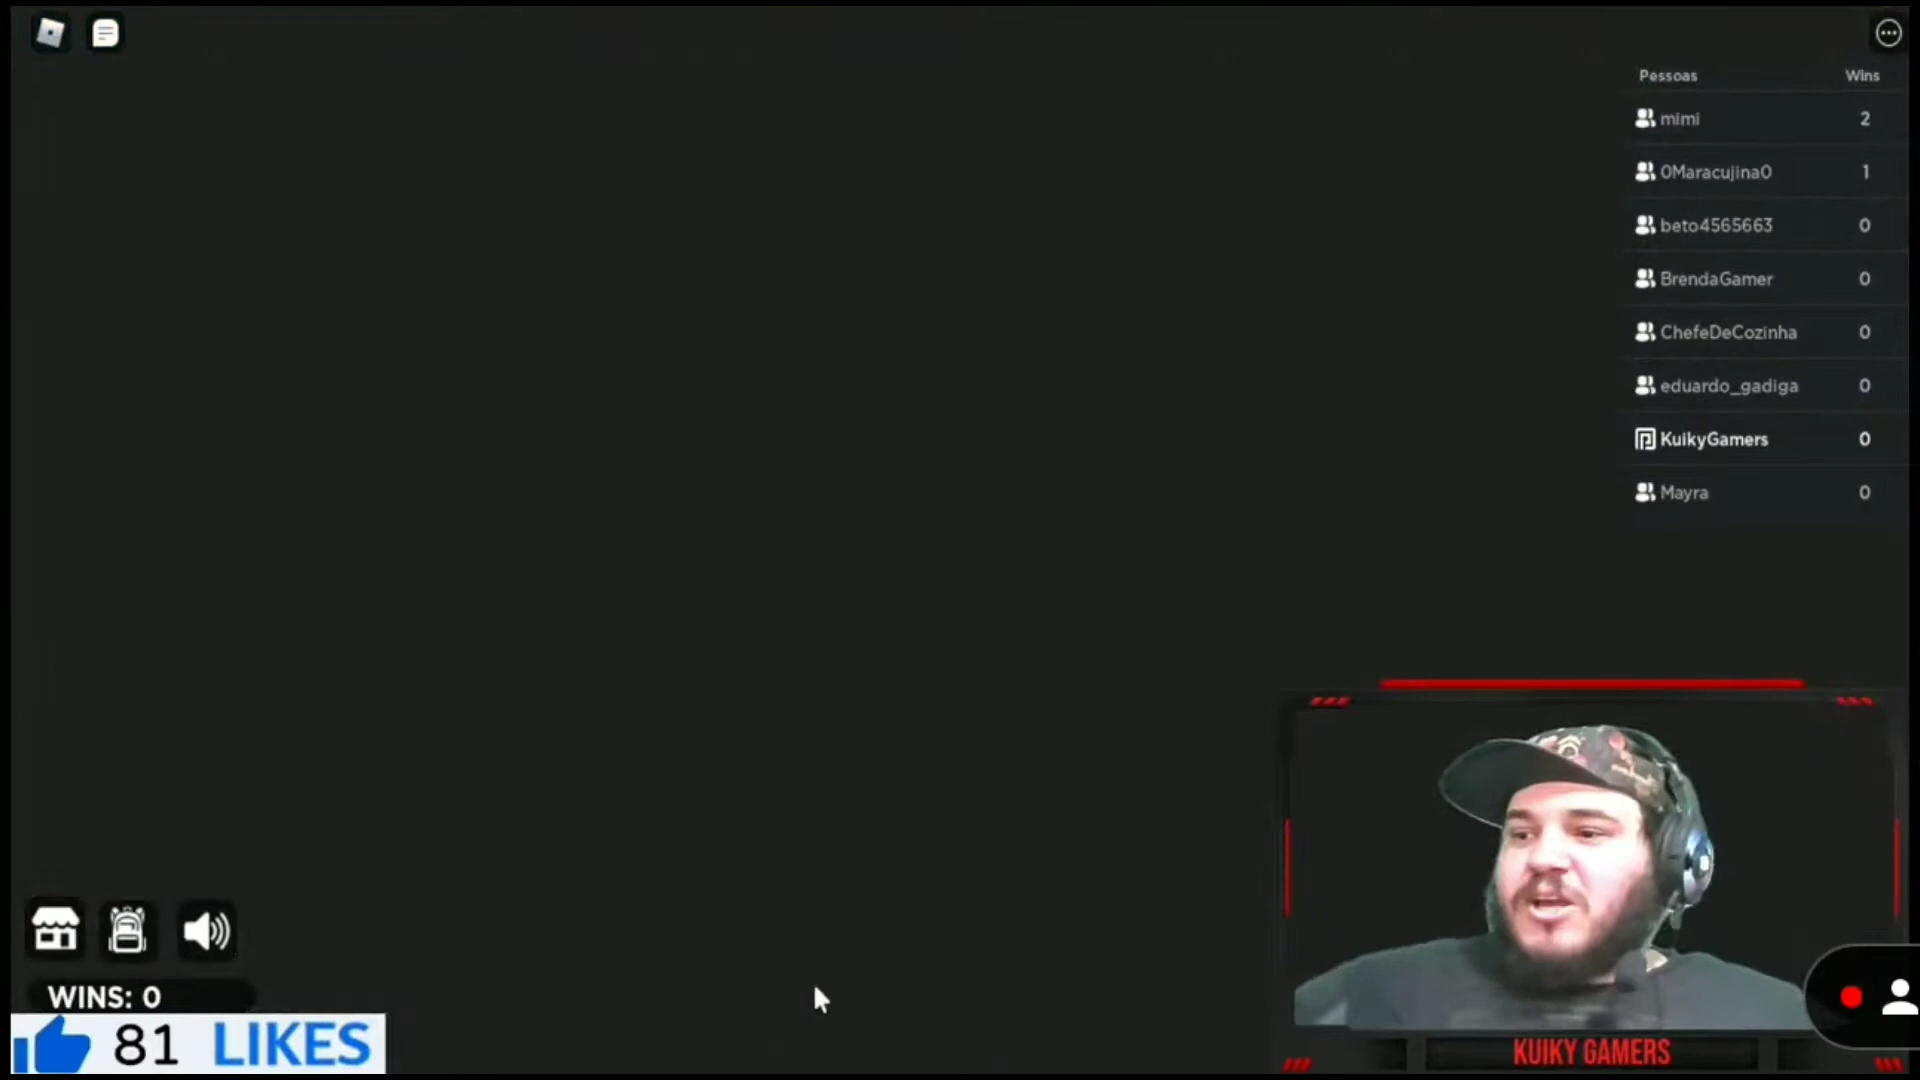 Pessoas Wins
mimi 2
0Maracujina0 1
beto4565663 0
BrendaGamer 0
ChefeDeCozinha 0
eduardo_gadiga 0
KuikyGamers 0
Mayra 0
WINS: 0
81 LIKES
KUIKY GAMERS